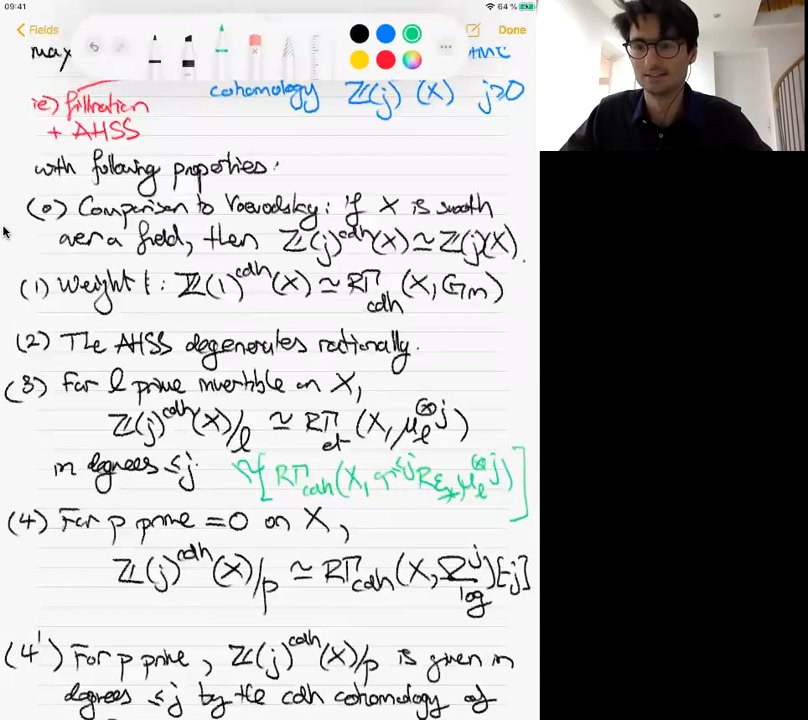 09:41
64 %
Fields
Done
max
HMC
ie) filtration
+ AHSS
cohomology ℤ(j) (X) j≥0
with following properties:
(0) Comparison to Voevodsky: if X is smooth
over a field, then ℤ(j)^cdh(X) ≃ ℤ(j)(X).
(1) Weight 1: ℤ(1)^cdh(X) ≃ RΓ_cdh(X, Gm)
(2) The AHSS degenerates rationally.
(3) For l prime invertible on X,
ℤ(j)^cdh(X)/l ≃ RΓ_et(X, μ_l^⊗j)
in degrees ≤j. ≃[RΓ_cdh(X, τ^≤j Rε_* μ_l^⊗j)]
(4) For p prime =0 on X,
ℤ(j)^cdh(X)/p ≃ RΓ_cdh(X, Ω^j_log)[-j]
(4') For p prime, ℤ(j)^cdh(X)/p is given in
degrees ≤j by the cdh cohomology of